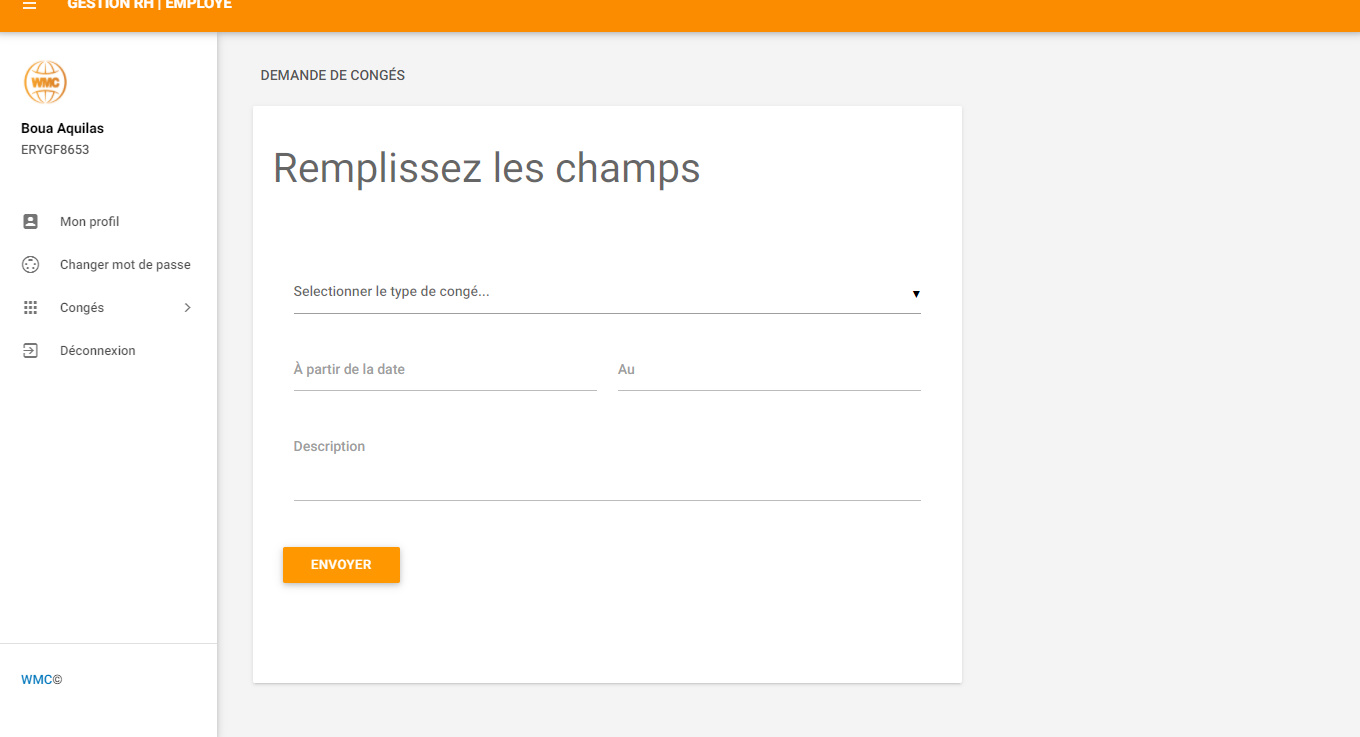 GESTION RH | EMPLOYÉ
WMC
Boua Aquilas
ERYGF8653
Mon profil
Changer mot de passe
Congés
Déconnexion
WMC©
DEMANDE DE CONGÉS
Remplissez les champs
Selectionner le type de congé...
À partir de la date
Au
Description
ENVOYER